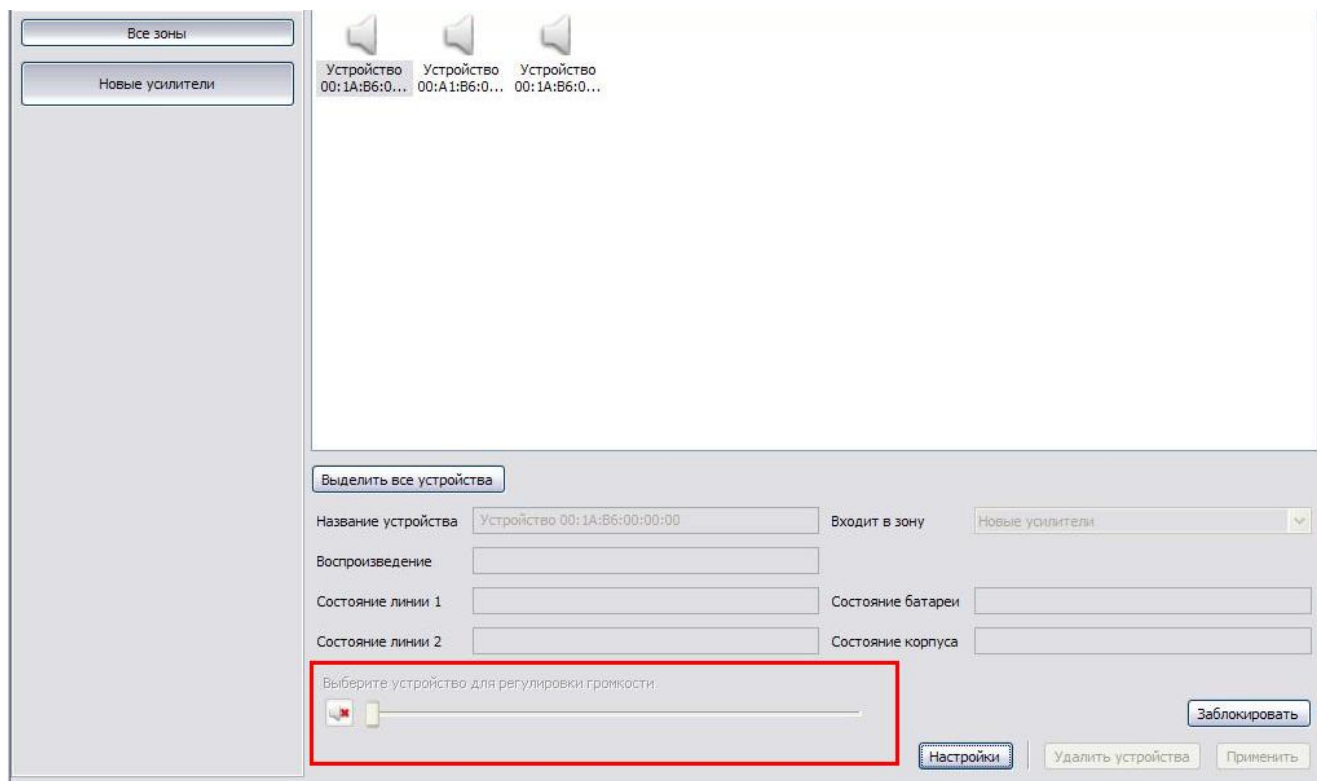 Все зоны
Новые усилители
Устройство 00:1A:B6:0...
Устройство 00:A1:B6:0...
Устройство 00:1A:B6:0...
Выделить все устройства
Название устройства Устройство 00:1A:B6:00:00:00 Входит в зону Новые усилители
Воспроизведение
Состояние линии 1 Состояние батареи
Состояние линии 2 Состояние корпуса
Выберите устройство для регулировки громкости.
Заблокировать
Настройки Удалить устройства Применить